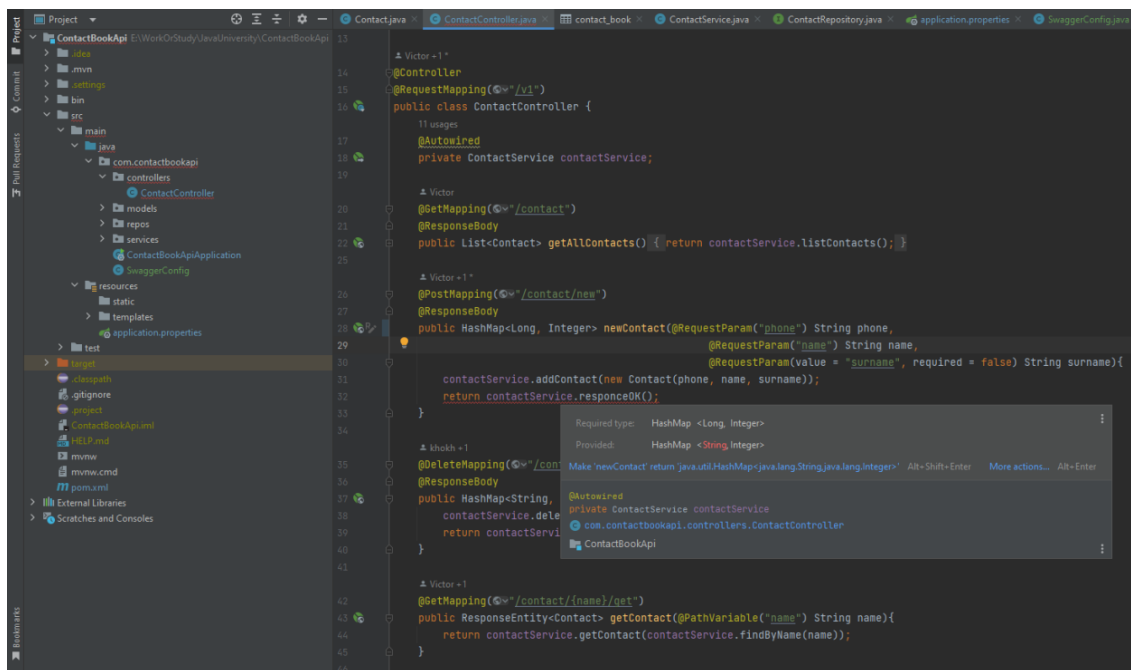 Project
Contact.java
ContactController.java
contact_book
ContactService.java
ContactRepository.java
application.properties
SwaggerConfig.java
Project
Commit
Pull Requests
Bookmarks
ContactBookApi E:\WorkOrStudy\JavaUniversity\ContactBookApi
.idea
.mvn
.settings
bin
src
main
java
com.contactbookapi
controllers
ContactController
models
repos
services
ContactBookApiApplication
SwaggerConfig
resources
static
templates
application.properties
test
target
.classpath
.gitignore
.project
ContactBookApi.iml
HELP.md
mvnw
mvnw.cmd
pom.xml
External Libraries
Scratches and Consoles
13
Victor +1 *
14 @Controller
15 @RequestMapping("/v1")
16 public class ContactController {
11 usages
17 @Autowired
18 private ContactService contactService;
19
Victor
20 @GetMapping("/contact")
21 @ResponseBody
22 public List<Contact> getAllContacts() { return contactService.listContacts(); }
25
Victor +1 *
26 @PostMapping("/contact/new")
27 @ResponseBody
28 public HashMap<Long, Integer> newContact(@RequestParam("phone") String phone,
29 @RequestParam("name") String name,
30 @RequestParam(value = "surname", required = false) String surname){
31 contactService.addContact(new Contact(phone, name, surname));
32 return contactService.responceOK();
33 }
34
khokh +1
35 @DeleteMapping("/con
36 @ResponseBody
37 public HashMap<String,
38 contactService.dele
39 return contactServi
40 }
41
Victor +1
42 @GetMapping("/contact/{name}/get")
43 public ResponseEntity<Contact> getContact(@PathVariable("name") String name){
44 return contactService.getContact(contactService.findByName(name));
45 }
Required type: HashMap <Long, Integer>
Provided: HashMap <String, Integer>
Make 'newContact' return 'java.util.HashMap<java.lang.String,java.lang.Integer>' Alt+Shift+Enter More actions... Alt+Enter
@Autowired
private ContactService contactService
com.contactbookapi.controllers.ContactController
ContactBookApi